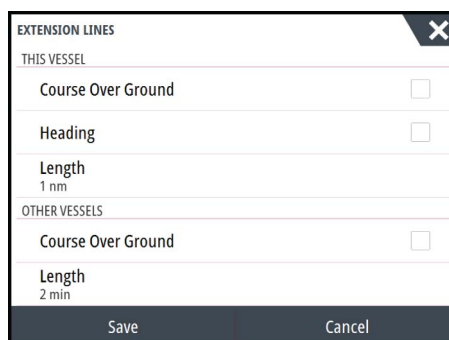 EXTENSION LINES
THIS VESSEL
Course Over Ground
Heading
Length
1 nm
OTHER VESSELS
Course Over Ground
Length
2 min
Save Cancel